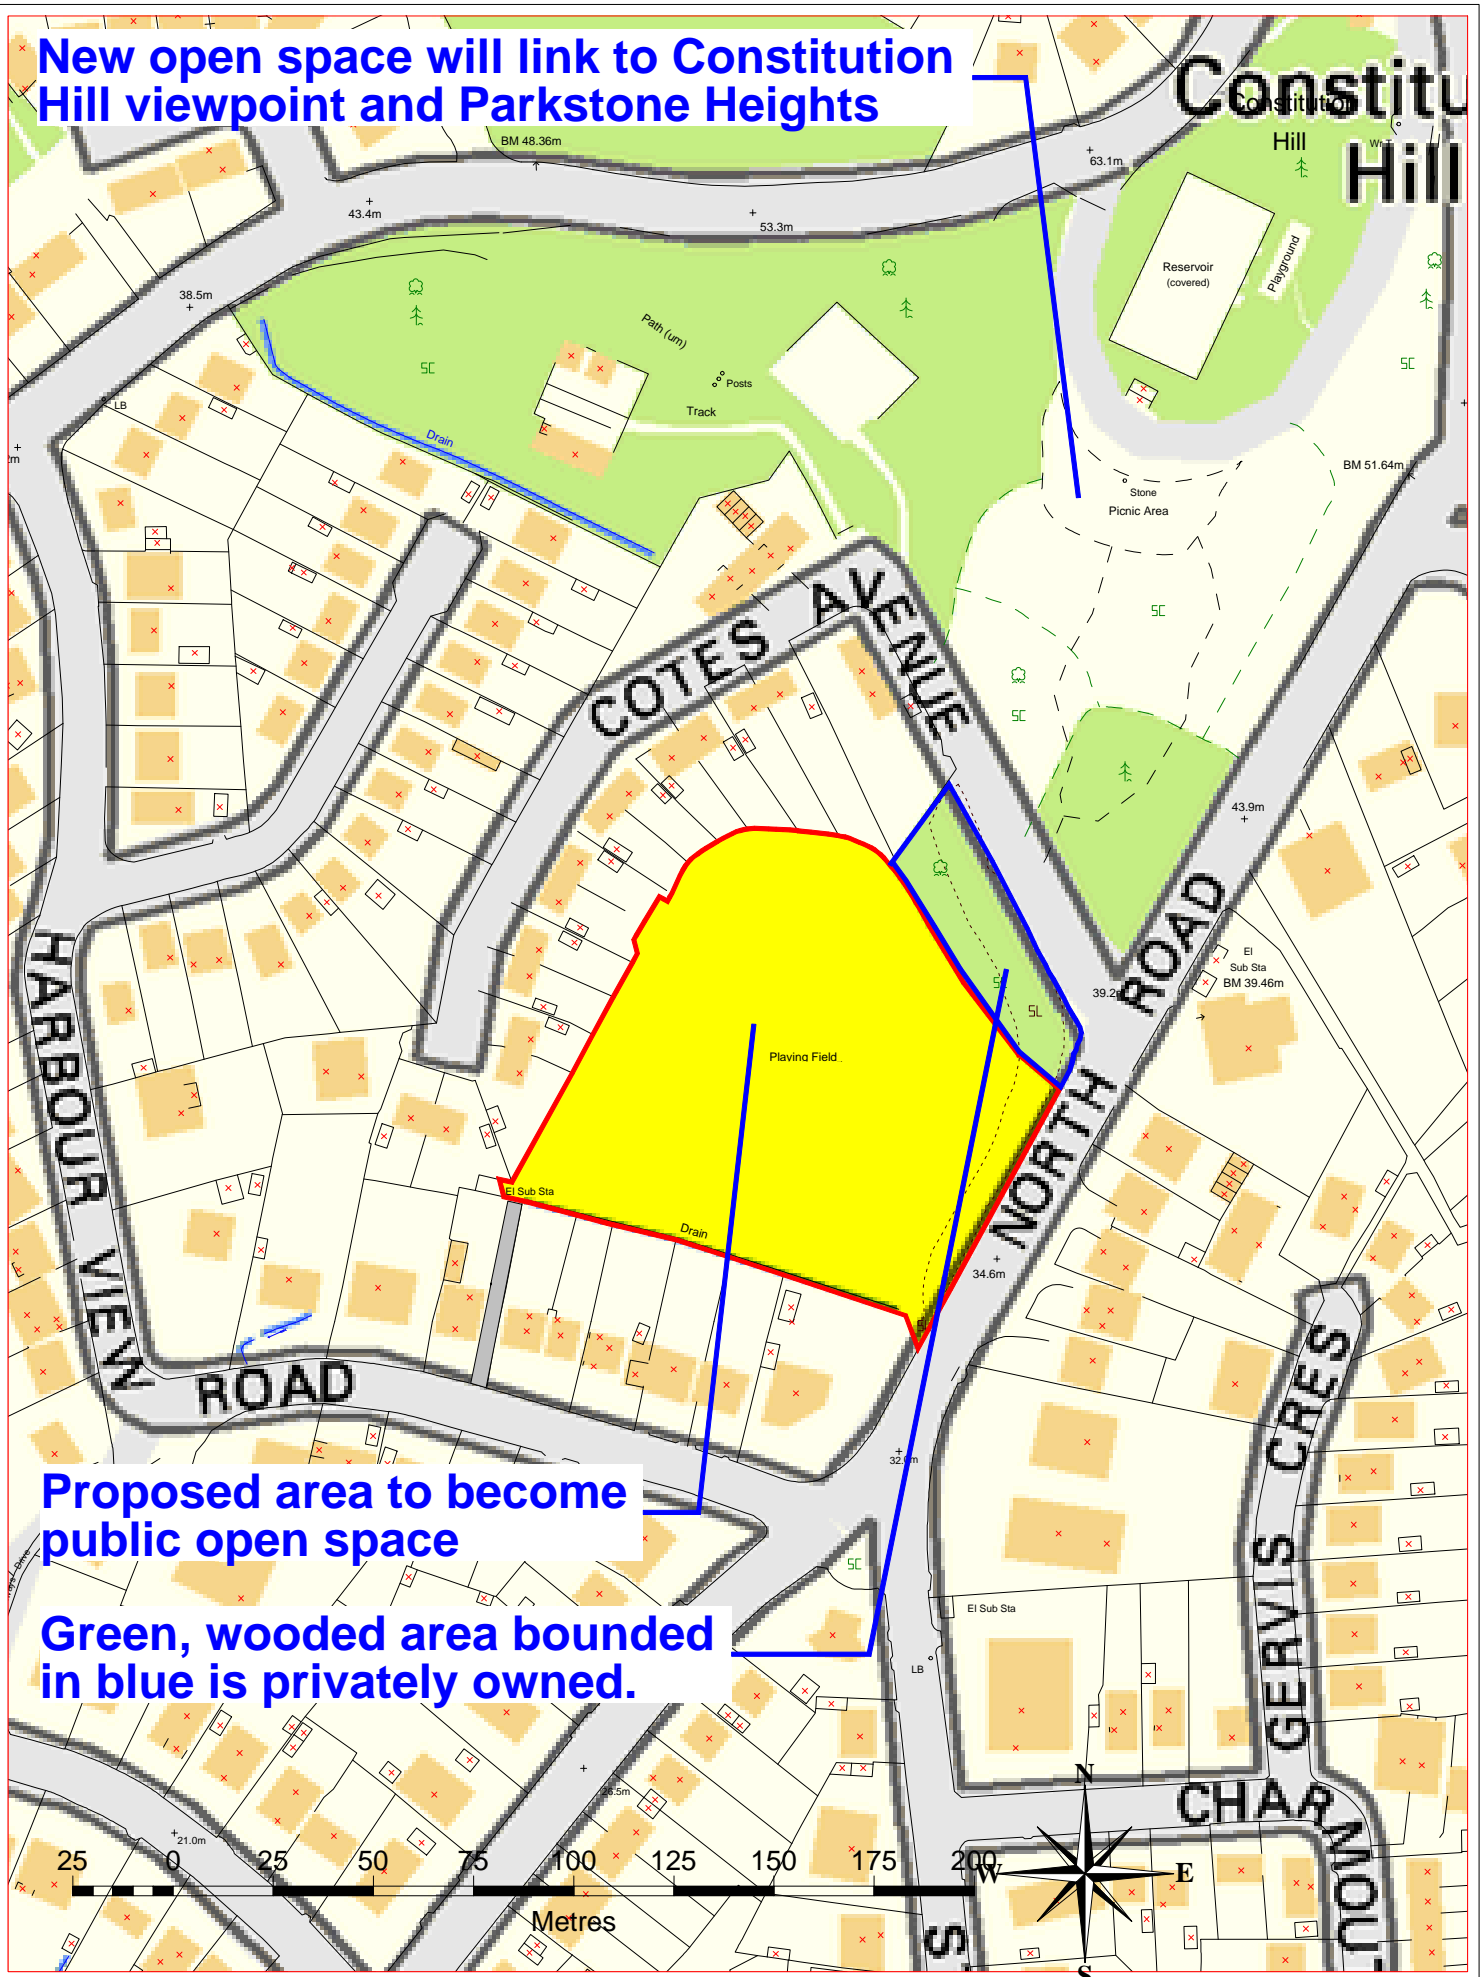 New open space will link to Constitution
Hill viewpoint and Parkstone Heights
Constitu
Hill
Constitution
Hill
Wr T
BM 48.36m
63.1m
43.4m
53.3m
38.5m
Reservoir
(covered)
Playground
Path (um)
SC
Posts
Track
LB
Drain
SC
BM 51.64m
Stone
Picnic Area
SC
COTES AVENUE
SC
43.9m
HARBOUR VIEW
ROAD
NORTH ROAD
El
Sub Sta
BM 39.46m
SL
Playing Field
El Sub Sta
Drain
34.6m
GERVIS CRES
Proposed area to become
public open space
SC
Green, wooded area bounded
in blue is privately owned.
El Sub Sta
LB
26.5m
21.0m
CHARMOU
25 0 25 50 75 100 125 150 175 200
Metres
N
W
E
S
S